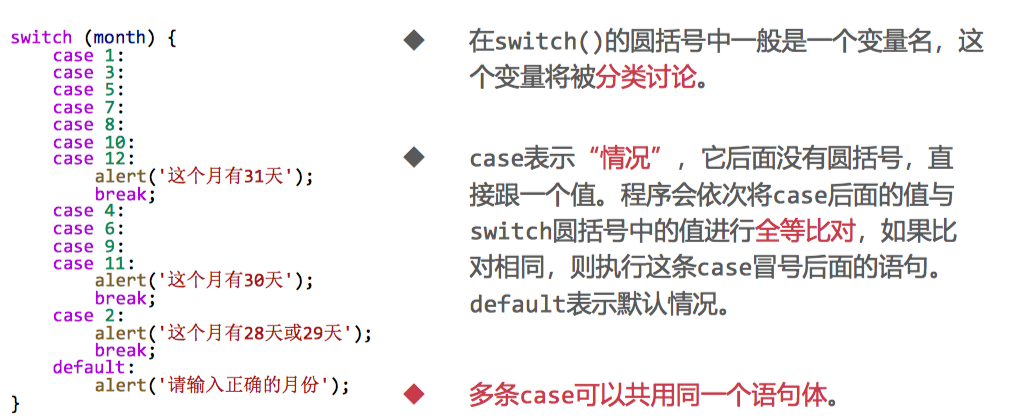 switch (month) {
    case 1:
    case 3:
    case 5:
    case 7:
    case 8:
    case 10:
    case 12:
        alert('这个月有31天');
        break;
    case 4:
    case 6:
    case 9:
    case 11:
        alert('这个月有30天');
        break;
    case 2:
        alert('这个月有28天或29天');
        break;
    default:
        alert('请输入正确的月份');
}
在switch()的圆括号中一般是一个变量名，这
个变量将被分类讨论。
case表示“情况”，它后面没有圆括号，直
接跟一个值。程序会依次将case后面的值与
switch圆括号中的值进行全等比对，如果比
对相同，则执行这条case冒号后面的语句。
default表示默认情况。
多条case可以共用同一个语句体。